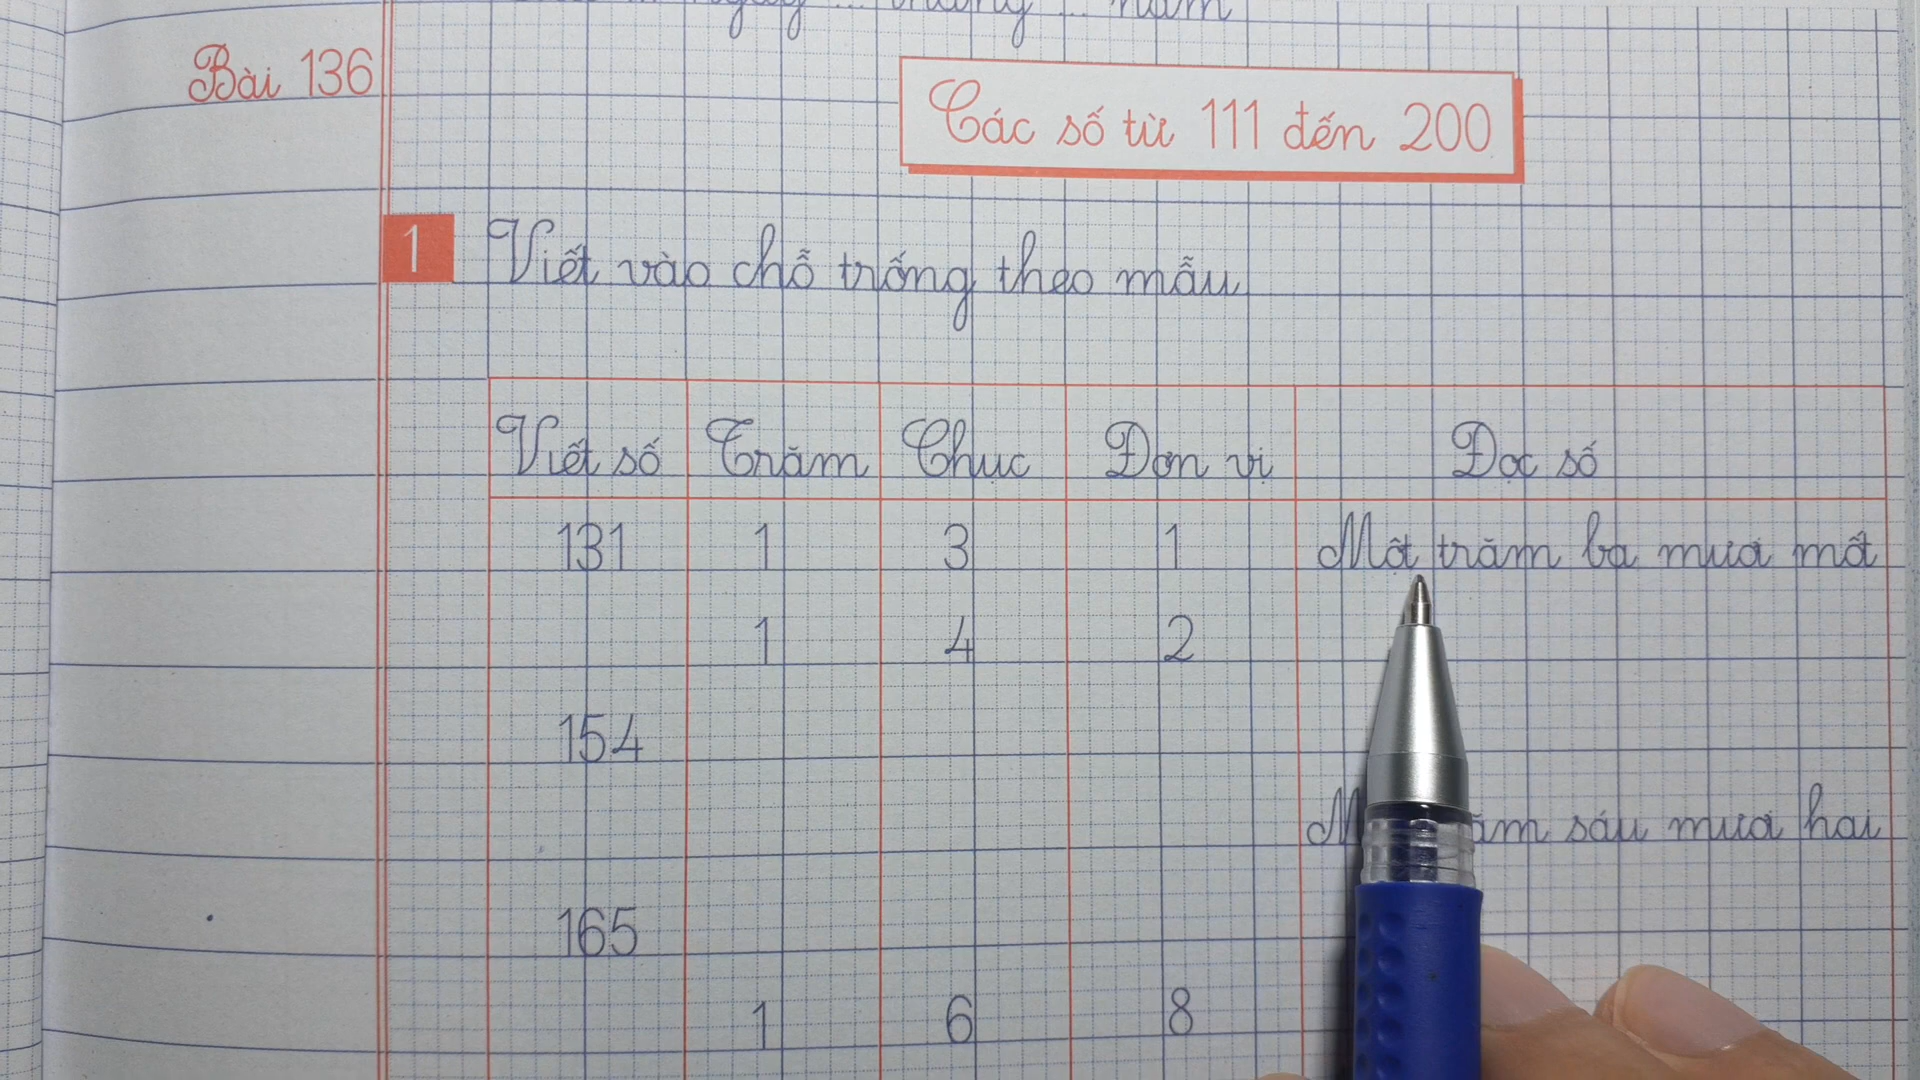 Bài 136
Các số từ 111 đến 200
1 Viết vào chỗ trống theo mẫu
Viết số Trăm Chục Đơn vị Đọc số
131 1 3 1 Một trăm ba mươi mốt
1 4 2
154
sáu mươi hai
165
1 6 8